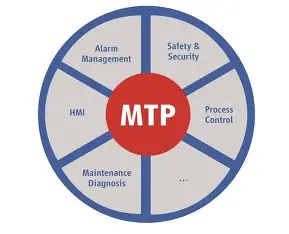 Alarm
Management
Safety &
Security
HMI
MTP
Process
Control
Maintenance
Diagnosis
...